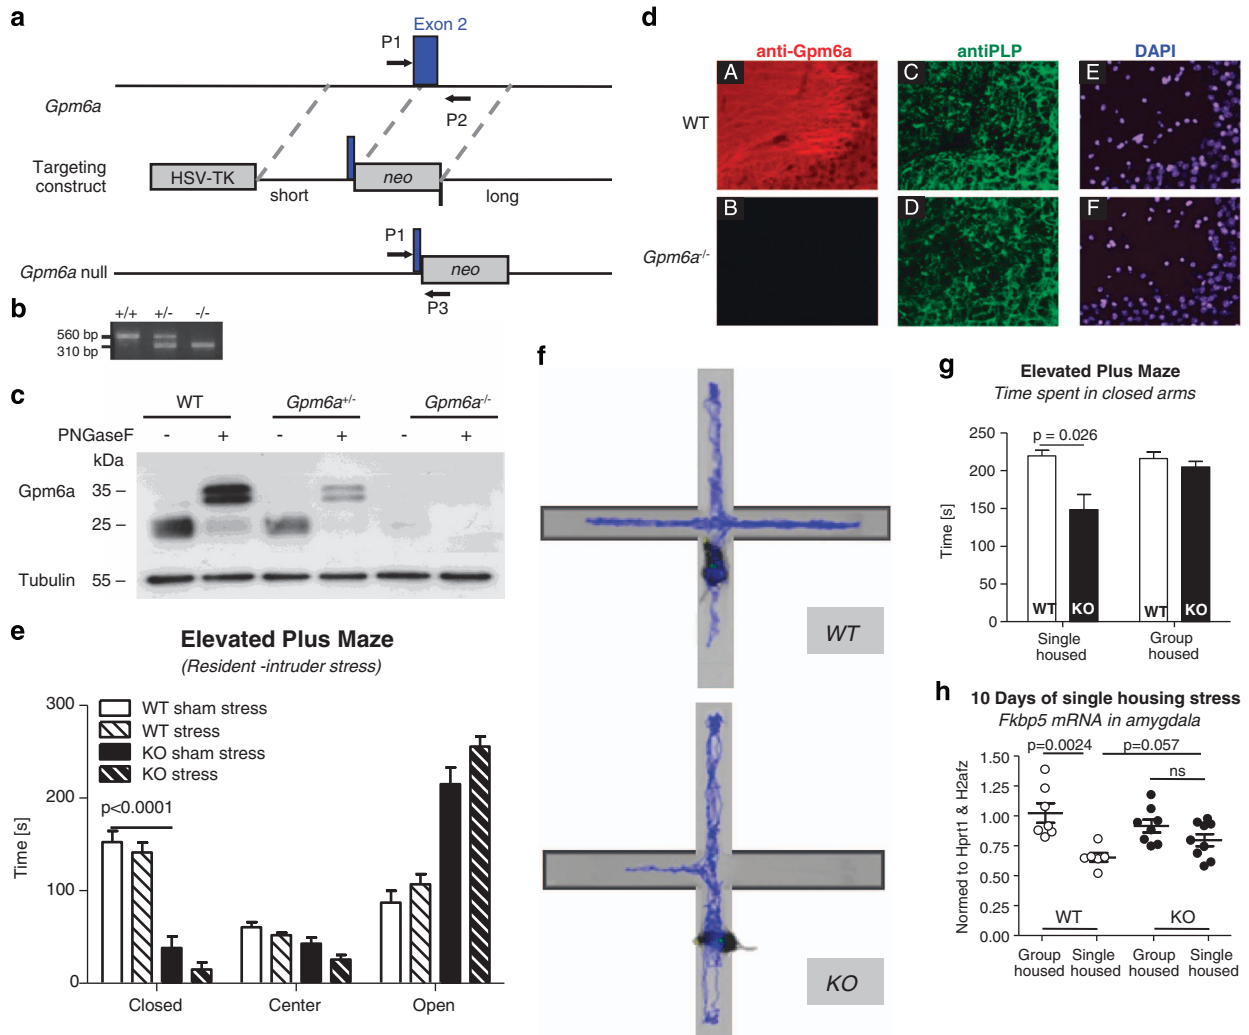 a
Exon 2
P1
Gpm6a
P2
Targeting
construct
HSV-TK
neo
short
long
P1
Gpm6a null
neo
P3
b
+/+ +/- -/-
560 bp
310 bp
c
WT Gpm6a+/- Gpm6a-/-
PNGaseF - + - + - +
kDa
Gpm6a 35
25
Tubulin 55
d
anti-Gpm6a antiPLP DAPI
WT
A C E
Gpm6a-/-
B D F
e
Elevated Plus Maze
(Resident -intruder stress)
WT sham stress
WT stress
KO sham stress
KO stress
p<0.0001
Time [s]
300
200
100
0
Closed Center Open
f
WT
KO
g
Elevated Plus Maze
Time spent in closed arms
p = 0.026
Time [s]
250
200
150
100
50
0
WT KO WT KO
Single
housed
Group
housed
h
10 Days of single housing stress
Fkbp5 mRNA in amygdala
p=0.0024 p=0.057
ns
Normed to Hprt1 & H2afz
1.50
1.25
1.00
0.75
0.50
0.25
0.00
WT KO
Group
housed
Single
housed
Group
housed
Single
housed